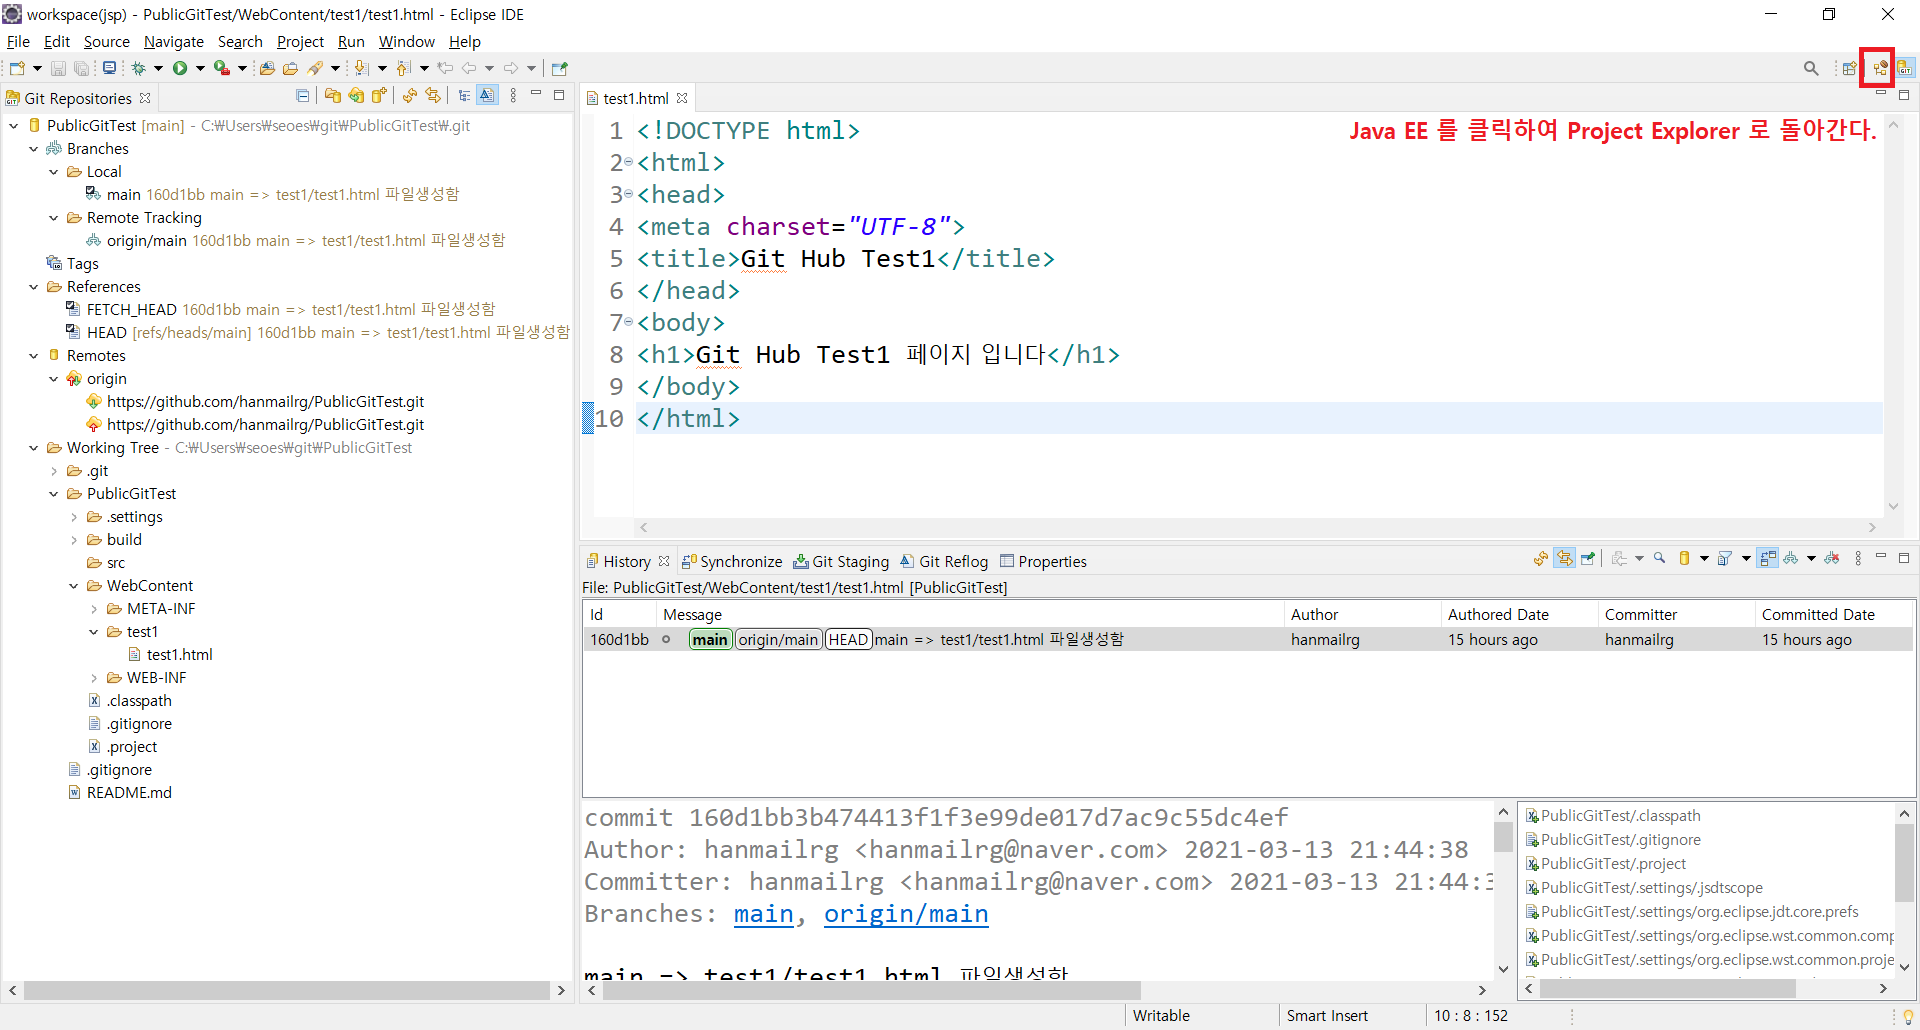 workspace(jsp) - PublicGitTest/WebContent/test1/test1.html - Eclipse IDE
File Edit Source Navigate Search Project Run Window Help
Git Repositories
PublicGitTest [main] - C:₩Users₩seoes₩git₩PublicGitTest₩.git
Branches
Local
main 160d1bb main => test1/test1.html 파일생성함
Remote Tracking
origin/main 160d1bb main => test1/test1.html 파일생성함
Tags
References
FETCH_HEAD 160d1bb main => test1/test1.html 파일생성함
HEAD [refs/heads/main] 160d1bb main => test1/test1.html 파일생성함
Remotes
origin
https://github.com/hanmailrg/PublicGitTest.git
https://github.com/hanmailrg/PublicGitTest.git
Working Tree - C:₩Users₩seoes₩git₩PublicGitTest
.git
PublicGitTest
.settings
build
src
WebContent
META-INF
test1
test1.html
WEB-INF
.classpath
.gitignore
.project
.gitignore
README.md
test1.html
Java EE 를 클릭하여 Project Explorer 로 돌아간다.
1 <!DOCTYPE html>
2 <html>
3 <head>
4 <meta charset="UTF-8">
5 <title>Git Hub Test1</title>
6 </head>
7 <body>
8 <h1>Git Hub Test1 페이지 입니다</h1>
9 </body>
10 </html>
History Synchronize Git Staging Git Reflog Properties
File: PublicGitTest/WebContent/test1/test1.html [PublicGitTest]
Id Message Author Authored Date Committer Committed Date
160d1bb main origin/main HEAD main => test1/test1.html 파일생성함 hanmailrg 15 hours ago hanmailrg 15 hours ago
commit 160d1bb3b474413f1f3e99de017d7ac9c55dc4ef
Author: hanmailrg <hanmailrg@naver.com> 2021-03-13 21:44:38
Committer: hanmailrg <hanmailrg@naver.com> 2021-03-13 21:44:3
Branches: main, origin/main
main => test1/test1.html 파일생성함
PublicGitTest/.classpath
PublicGitTest/.gitignore
PublicGitTest/.project
PublicGitTest/.settings/.jsdtscope
PublicGitTest/.settings/org.eclipse.jdt.core.prefs
PublicGitTest/.settings/org.eclipse.wst.common.comp
PublicGitTest/.settings/org.eclipse.wst.common.proje
Writable Smart Insert 10 : 8 : 152